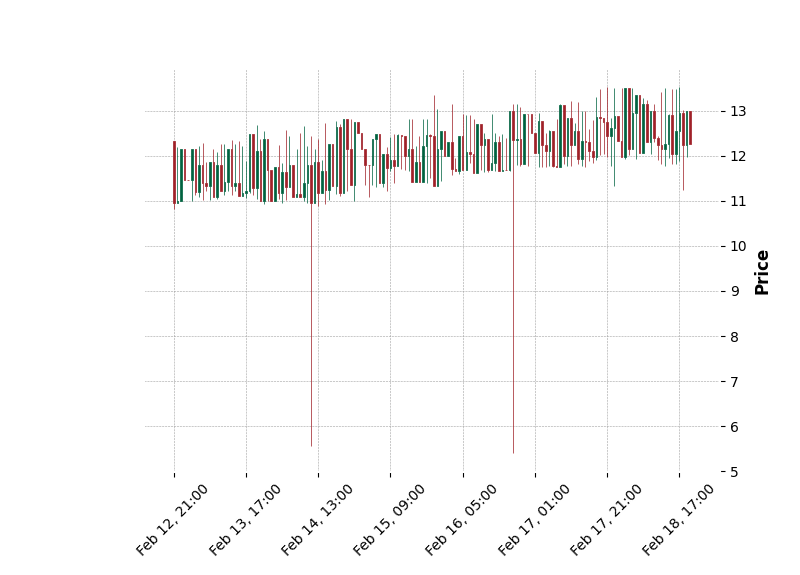 13
12
11
10
9
8
7
6
5
Price
Feb 12, 21:00
Feb 13, 17:00
Feb 14, 13:00
Feb 15, 09:00
Feb 16, 05:00
Feb 17, 01:00
Feb 17, 21:00
Feb 18, 17:00